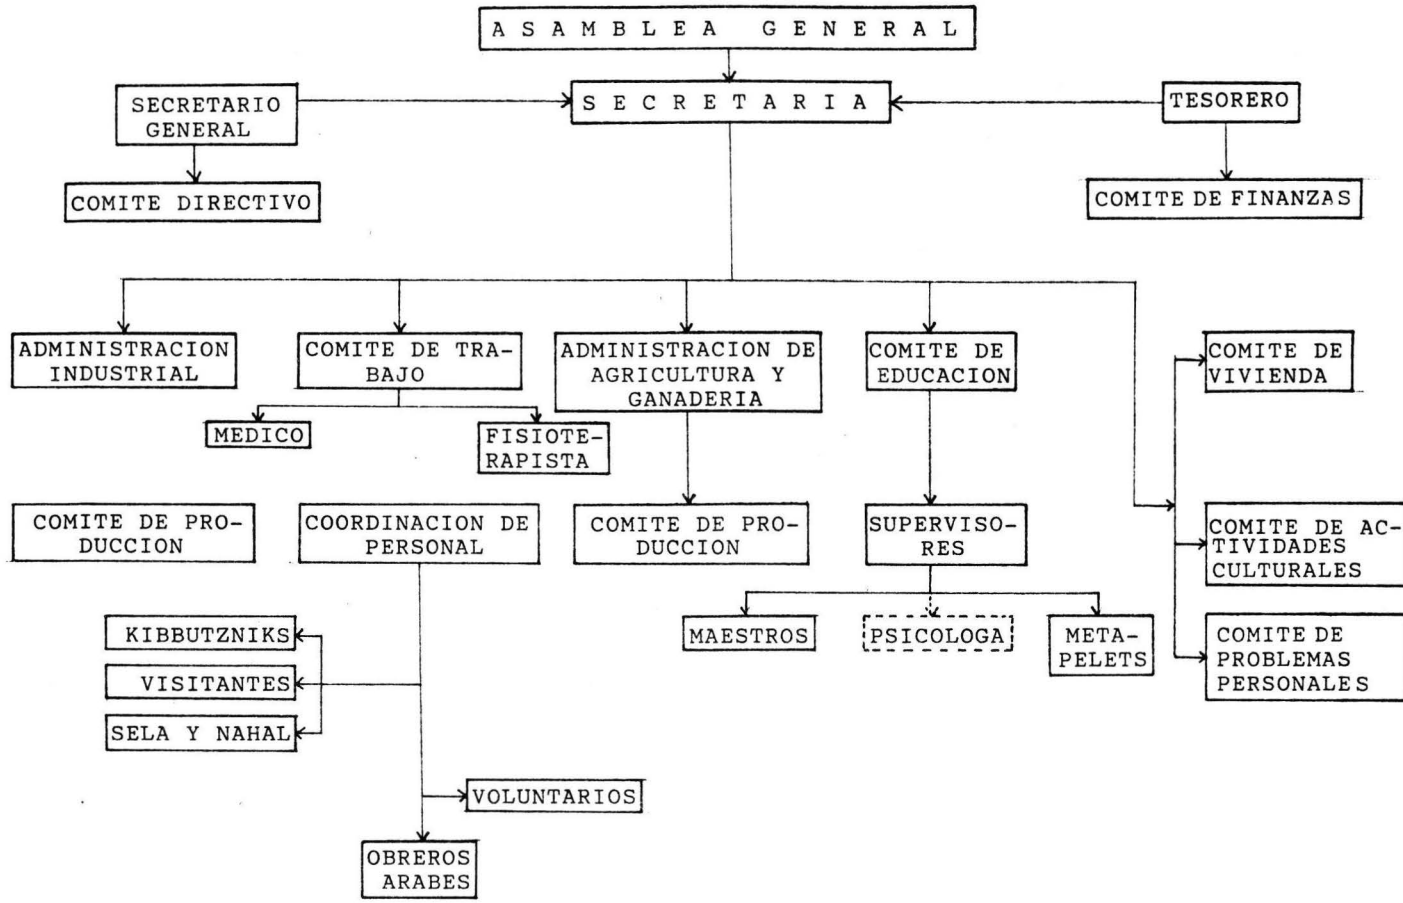 ASAMBLEA GENERAL
SECRETARIO
GENERAL
SECRETARIA
TESORERO
COMITE DIRECTIVO
COMITE DE FINANZAS
ADMINISTRACION
INDUSTRIAL
COMITE DE TRA-
BAJO
ADMINISTRACION DE
AGRICULTURA Y
GANADERIA
COMITE DE
EDUCACION
COMITE DE
VIVIENDA
MEDICO
FISIOTE-
RAPISTA
COMITE DE PRO-
DUCCION
COORDINACION DE
PERSONAL
COMITE DE PRO-
DUCCION
SUPERVISO-
RES
COMITE DE AC-
TIVIDADES
CULTURALES
KIBBUTZNIKS
VISITANTES
SELA Y NAHAL
MAESTROS
PSICOLOGA
META-
PELETS
COMITE DE
PROBLEMAS
PERSONALES
VOLUNTARIOS
OBREROS
ARABES